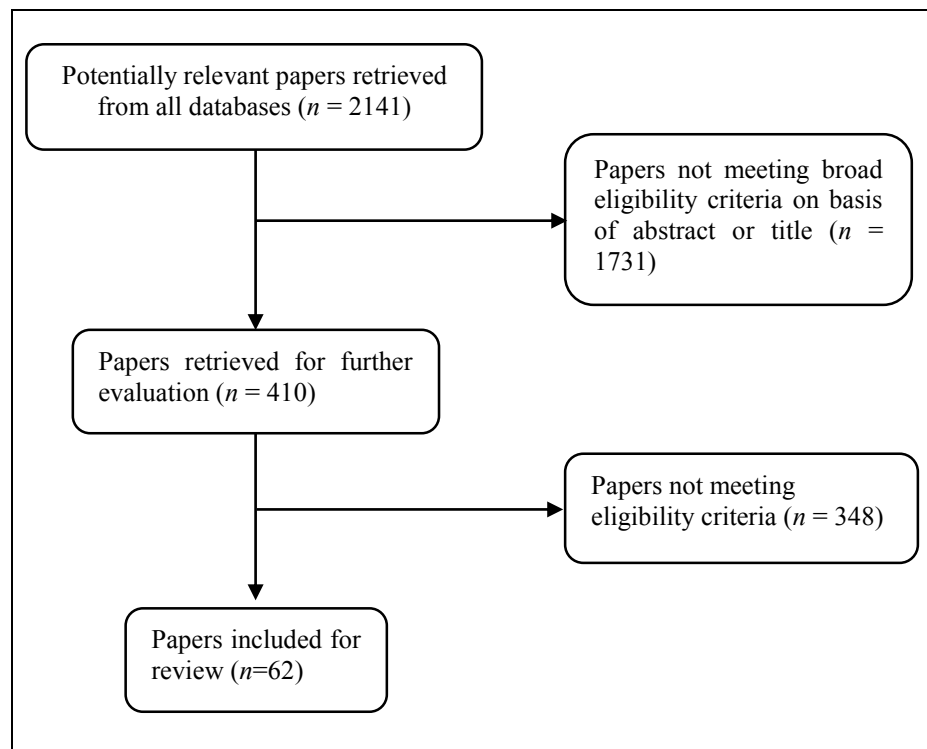 Potentially relevant papers retrieved
from all databases (n = 2141)
Papers not meeting broad
eligibility criteria on basis
of abstract or title (n =
1731)
Papers retrieved for further
evaluation (n = 410)
Papers not meeting
eligibility criteria (n = 348)
Papers included for
review (n=62)